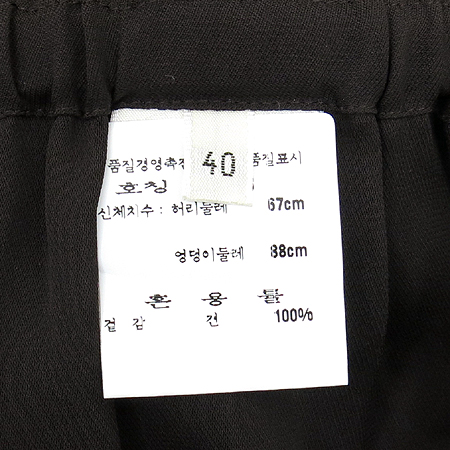 40
품질경영촉 품질표시
호칭
신체치수 : 허리둘레 67cm
엉덩이둘레 88cm
혼 용 률
겉 감 견 100%